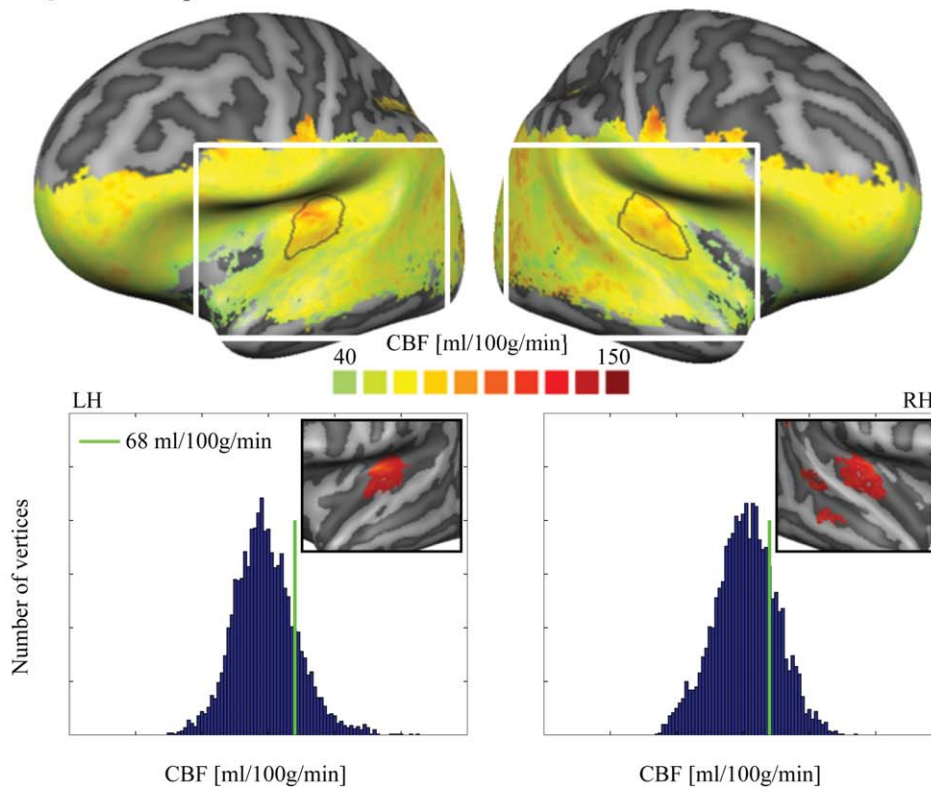 CBF [ml/100g/min]
40 150
LH RH
68 ml/100g/min
Number of vertices
CBF [ml/100g/min] CBF [ml/100g/min]